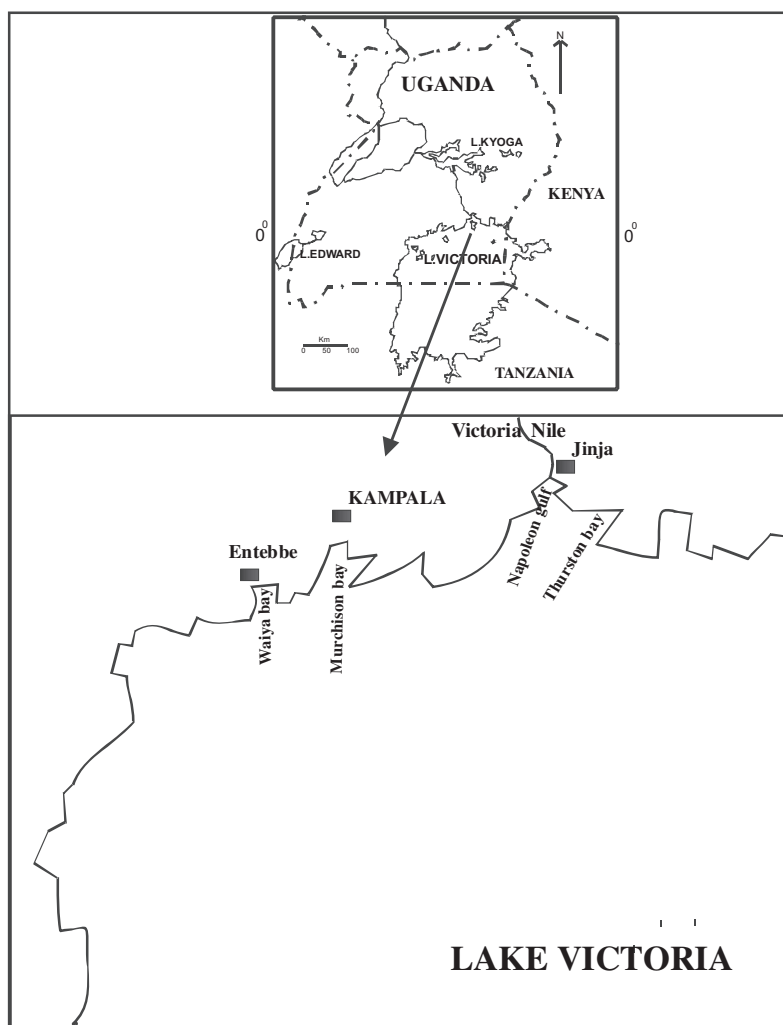 N
UGANDA
L.KYOGA
KENYA
0⁰
0⁰
L.EDWARD
L.VICTORIA
Km
0 50 100
TANZANIA
Victoria Nile
Jinja
KAMPALA
Napoleon gulf
Thurston bay
Entebbe
Waiya bay
Murchison bay
LAKE VICTORIA